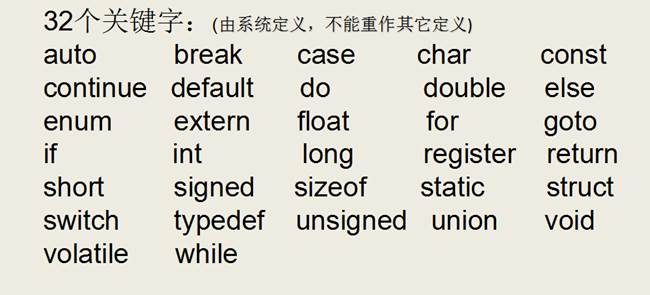 32个关键字：(由系统定义，不能重作其它定义)
auto break case char const
continue default do double else
enum extern float for goto
if int long register return
short signed sizeof static struct
switch typedef unsigned union void
volatile while